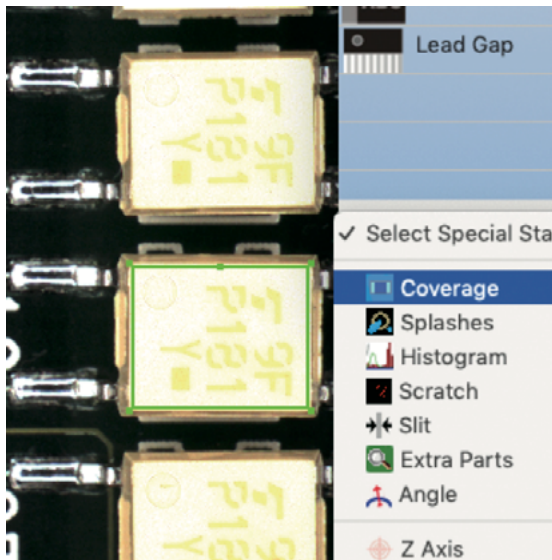 Lead Gap
✓ Select Special Sta
Coverage
Splashes
Histogram
Scratch
Slit
Extra Parts
Angle
Z Axis
9F
P181
Y
9F
P181
Y
9F
P181